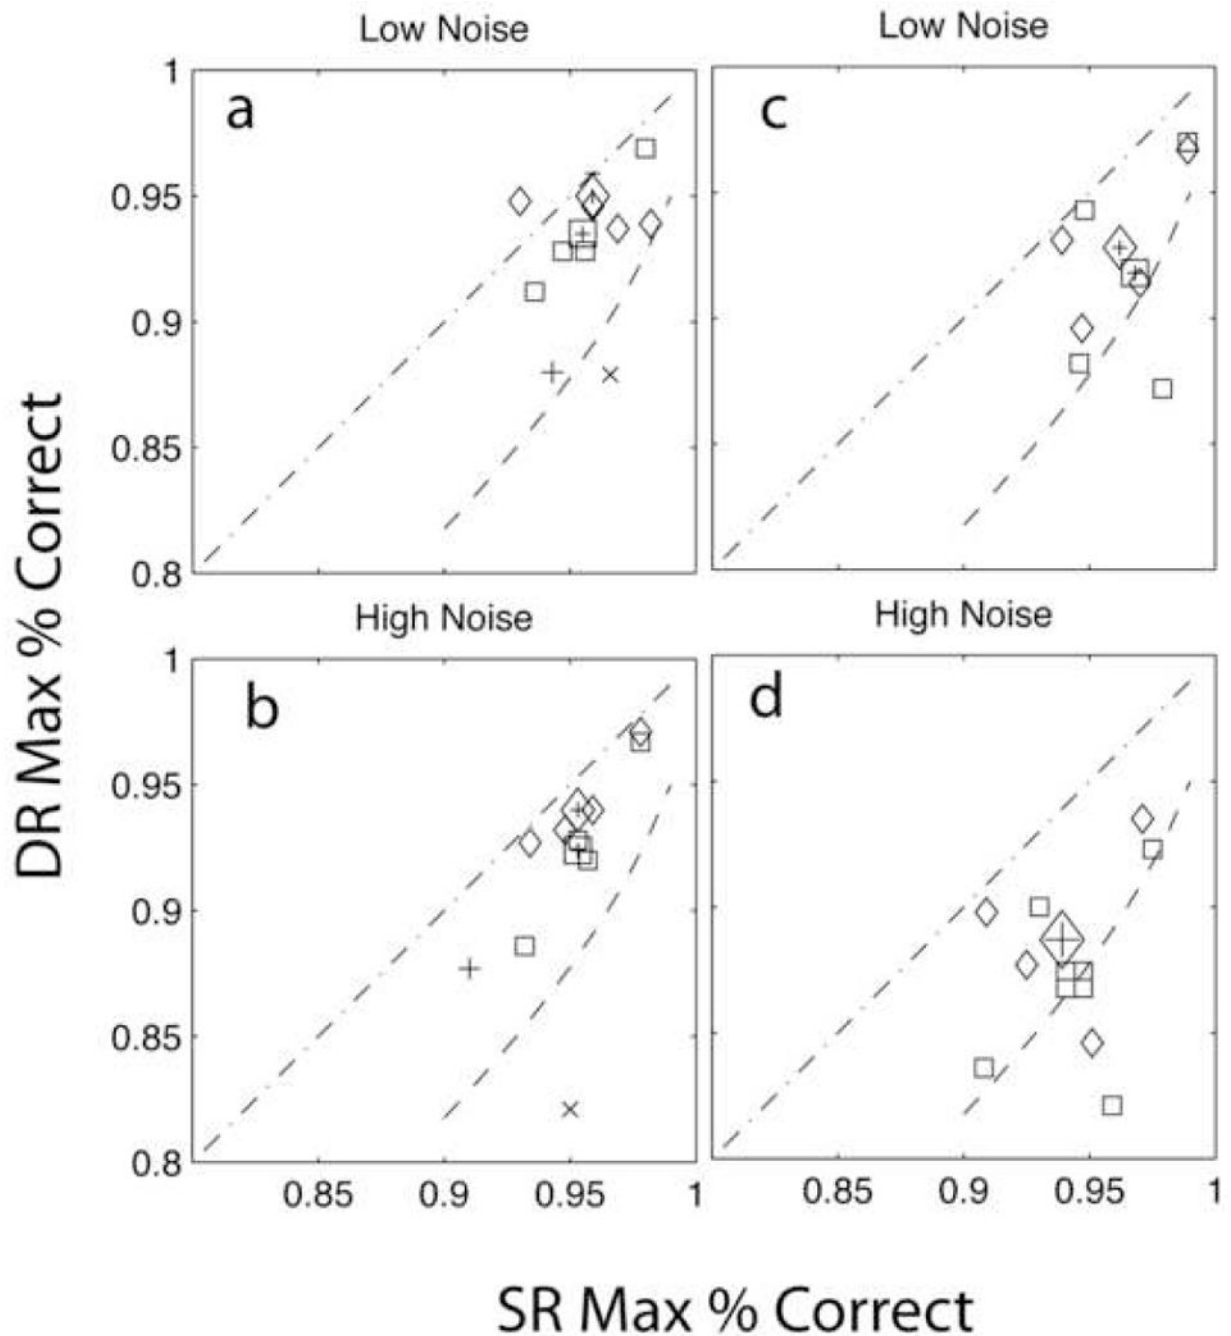 Low Noise
Low Noise
a
c
1
0.95
0.9
0.85
0.8
DR Max % Correct
High Noise
High Noise
b
d
1
0.95
0.9
0.85
0.8
0.85 0.9 0.95 1
0.85 0.9 0.95 1
SR Max % Correct